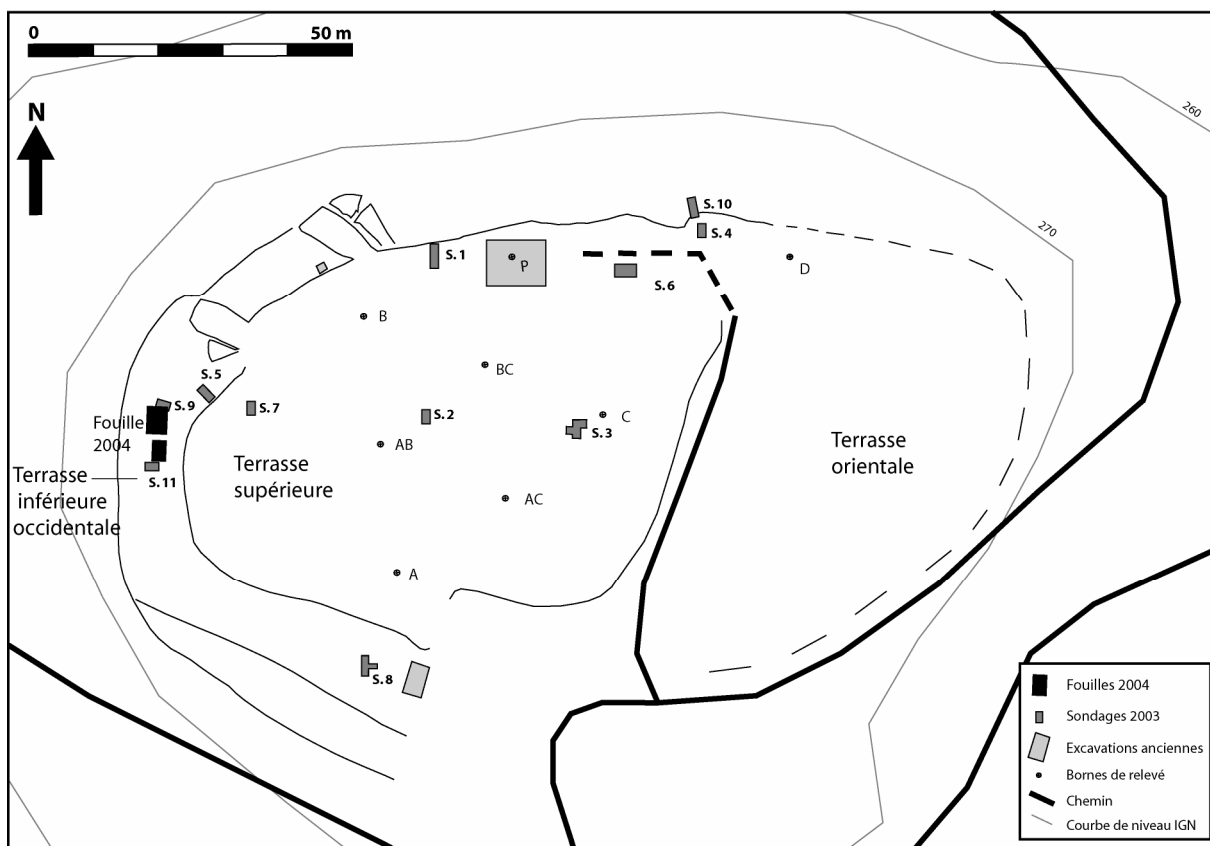 0 50 m
N
260
S.10
S.4
S.1
P
270
D
S.6
B
BC
S.5
S.9
S.7
S.2
C
S.3
Fouille
2004
AB
Terrasse
orientale
Terrasse
supérieure
Terrasse
inférieure
occidentale
S.11
AC
A
S.8
Fouilles 2004
Sondages 2003
Excavations anciennes
Bornes de relevé
Chemin
Courbe de niveau IGN